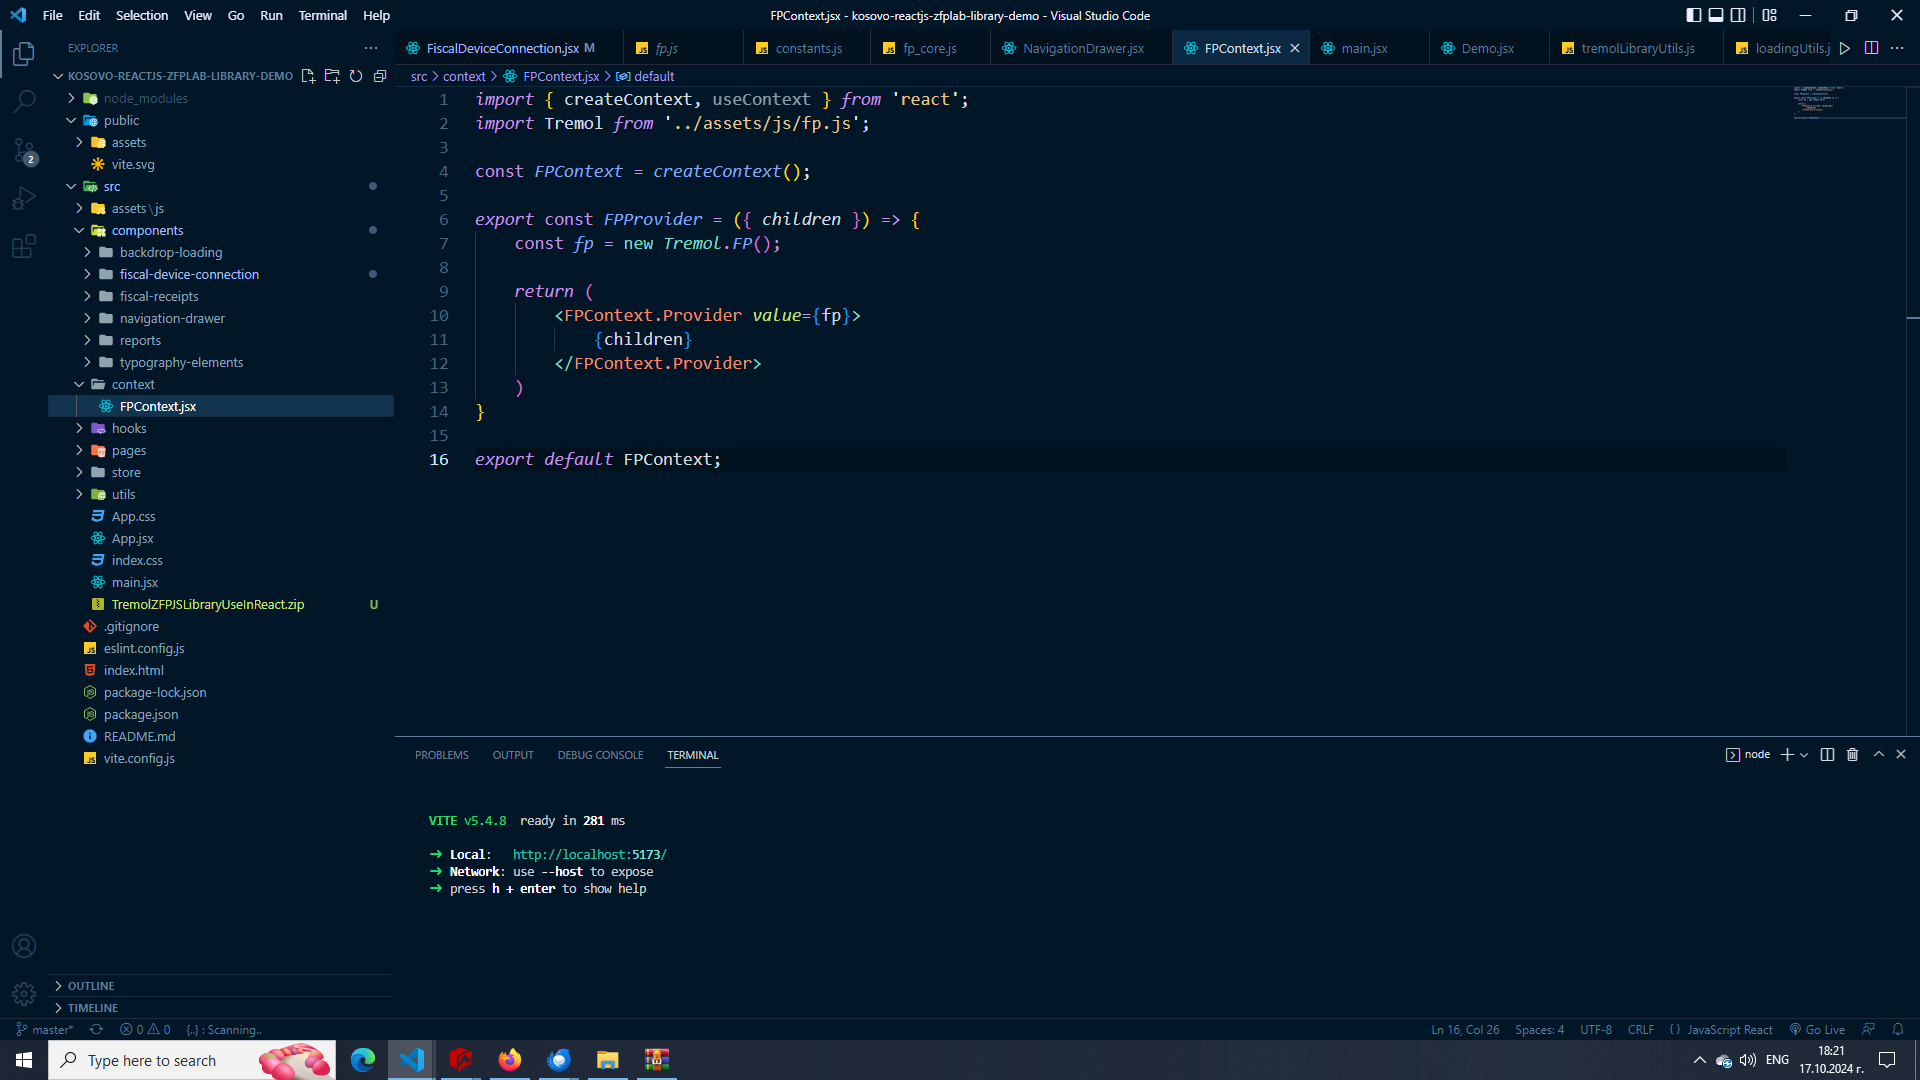 File Edit Selection View Go Run Terminal Help
FPContext.jsx - kosovo-reactjs-zfplab-library-demo - Visual Studio Code
EXPLORER
KOSOVO-REACTJS-ZFPLAB-LIBRARY-DEMO
node_modules
public
assets
vite.svg
2
src
assets\js
components
backdrop-loading
fiscal-device-connection
fiscal-receipts
navigation-drawer
reports
typography-elements
context
FPContext.jsx
hooks
pages
store
utils
App.css
App.jsx
index.css
main.jsx
TremolZFPJSLibraryUseInReact.zip U
.gitignore
eslint.config.js
index.html
package-lock.json
package.json
README.md
vite.config.js
OUTLINE
TIMELINE
FiscalDeviceConnection.jsx M fp.js constants.js fp_core.js NavigationDrawer.jsx FPContext.jsx main.jsx Demo.jsx tremolLibraryUtils.js loadingUtils.j
src > context > FPContext.jsx > default
1 import { createContext, useContext } from 'react';
2 import Tremol from '../assets/js/fp.js';
3
4 const FPContext = createContext();
5
6 export const FPProvider = ({ children }) => {
7 const fp = new Tremol.FP();
8
9 return (
10 <FPContext.Provider value={fp}>
11 {children}
12 </FPContext.Provider>
13 )
14 }
15
16 export default FPContext;
PROBLEMS OUTPUT DEBUG CONSOLE TERMINAL
node
VITE v5.4.8 ready in 281 ms
➜ Local: http://localhost:5173/
➜ Network: use --host to expose
➜ press h + enter to show help
master* 0 0 {..} : Scanning..
Ln 16, Col 26 Spaces: 4 UTF-8 CRLF { } JavaScript React Go Live
Type here to search
ENG
18:21
17.10.2024 г.